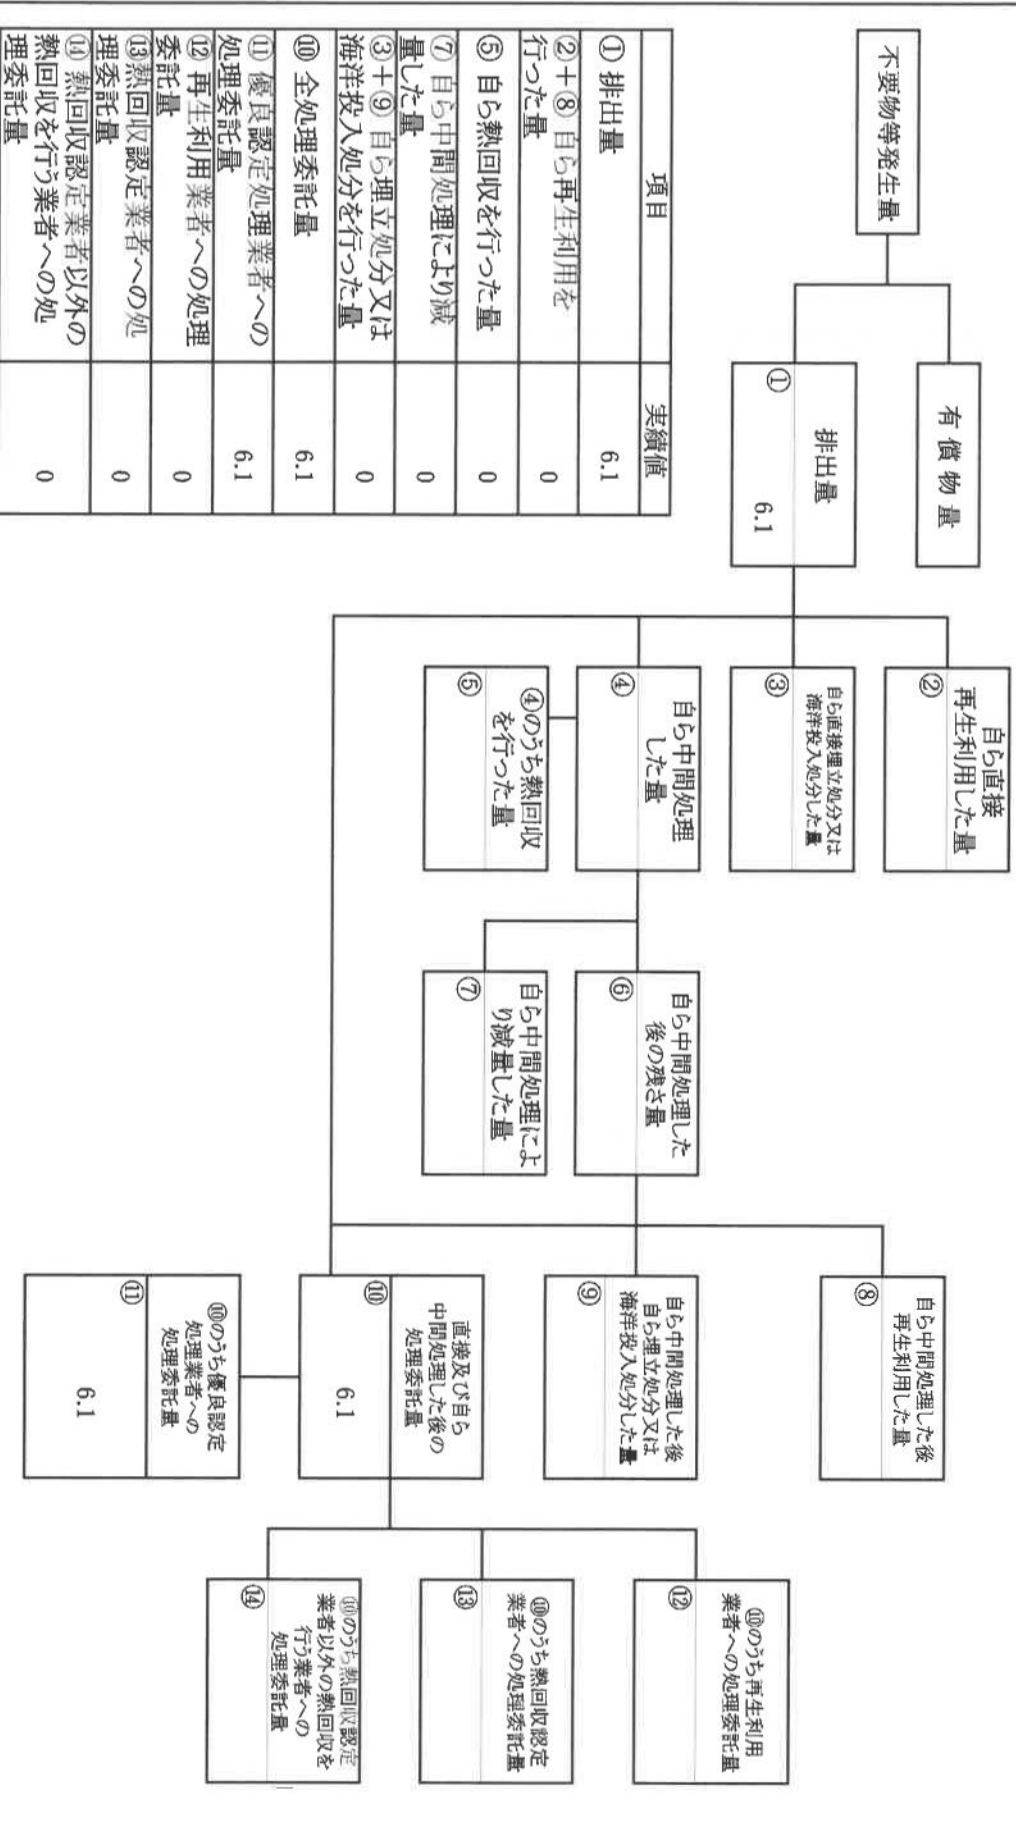 不要物等発生量
有償物量
排出量
①
6.1
自ら直接
再生利用した量
②
自ら直接埋立処分又は
海洋投入処分した量
③
自ら中間処理
した量
④
④のうち熱回収
を行った量
⑤
自ら中間処理した
後の残さ量
⑥
自ら中間処理によ
り減量した量
⑦
自ら中間処理した後
再生利用した量
⑧
自ら中間処理した後
自ら埋立処分又は
海洋投入処分した量
⑨
直接及び自ら
中間処理した後の
処理委託量
⑩
6.1
⑩のうち優良認定
処理業者への
処理委託量
⑪
6.1
⑩のうち再生利用
業者への処理委託量
⑫
⑩のうち熱回収認定
業者への処理委託量
⑬
⑩のうち熱回収認定
業者以外の熱回収を
行う業者への
処理委託量
⑭
項目 実績値
① 排出量 6.1
②+⑧ 自ら再生利用を
行った量 0
⑤ 自ら熱回収を行った量 0
⑦ 自ら中間処理により減
量した量 0
③+⑨ 自ら埋立処分又は
海洋投入処分を行った量 0
⑩ 全処理委託量 6.1
⑪ 優良認定処理業者への
処理委託量 6.1
⑫ 再生利用業者への処理
委託量 0
⑬熱回収認定業者への処
理委託量 0
⑭ 熱回収認定業者以外の
熱回収を行う業者への処
理委託量 0